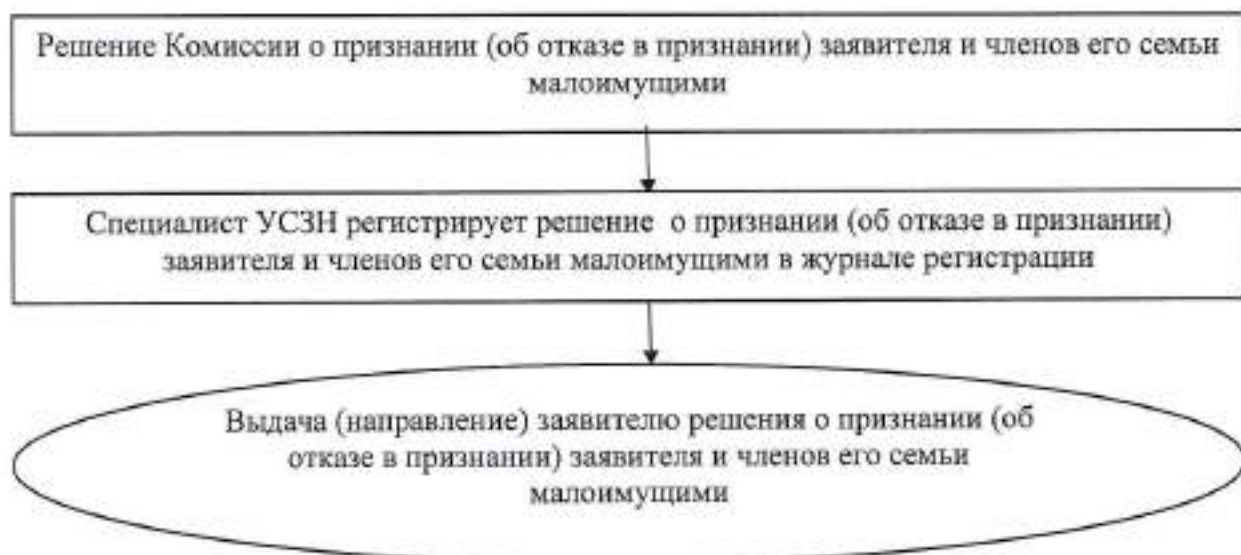 Решение Комиссии о признании (об отказе в признании) заявителя и членов его семьи
малоимущими
Специалист УСЗН регистрирует решение о признании (об отказе в признании)
заявителя и членов его семьи малоимущими в журнале регистрации
Выдача (направление) заявителю решения о признании (об
отказе в признании) заявителя и членов его семьи
малоимущими